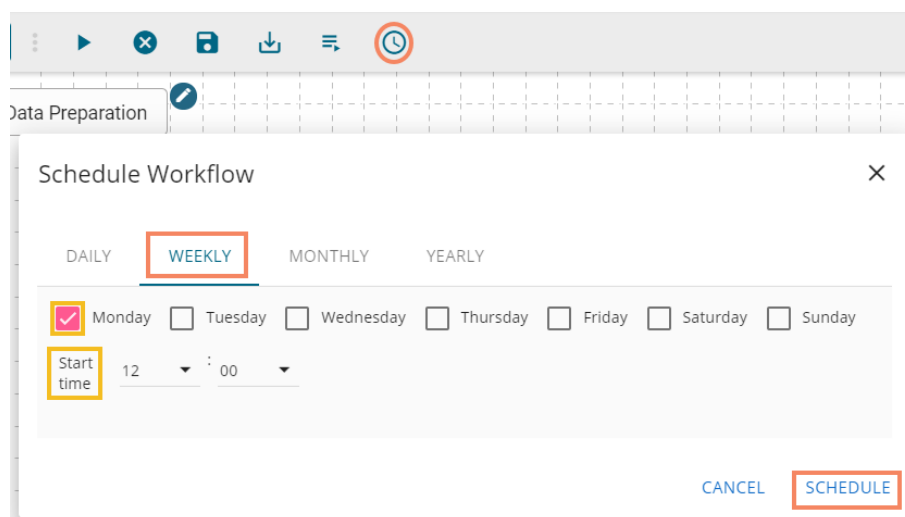 Data Preparation
Schedule Workflow
DAILY WEEKLY MONTHLY YEARLY
Monday Tuesday Wednesday Thursday Friday Saturday Sunday
Start
time
12 : 00
CANCEL SCHEDULE